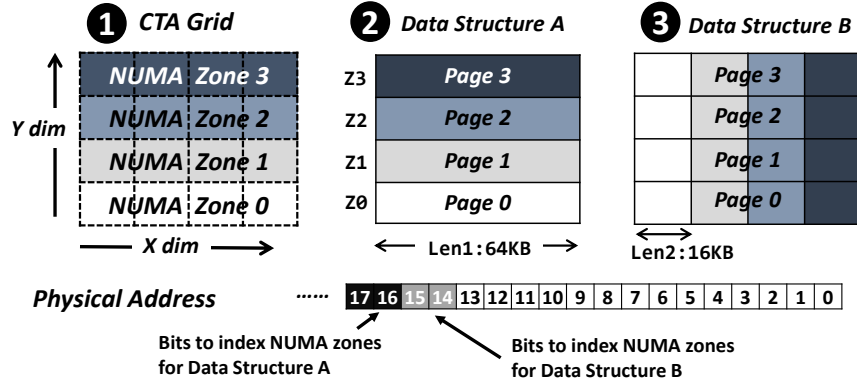 1 CTA Grid
2 Data Structure A
3 Data Structure B
Y dim
NUMA Zone 3
NUMA Zone 2
NUMA Zone 1
NUMA Zone 0
X dim
Z3 Page 3
Z2 Page 2
Z1 Page 1
Z0 Page 0
Len1:64KB
Page 3
Page 2
Page 1
Page 0
Len2:16KB
Physical Address ...... 17 16 15 14 13 12 11 10 9 8 7 6 5 4 3 2 1 0
Bits to index NUMA zones
for Data Structure A
Bits to index NUMA zones
for Data Structure B